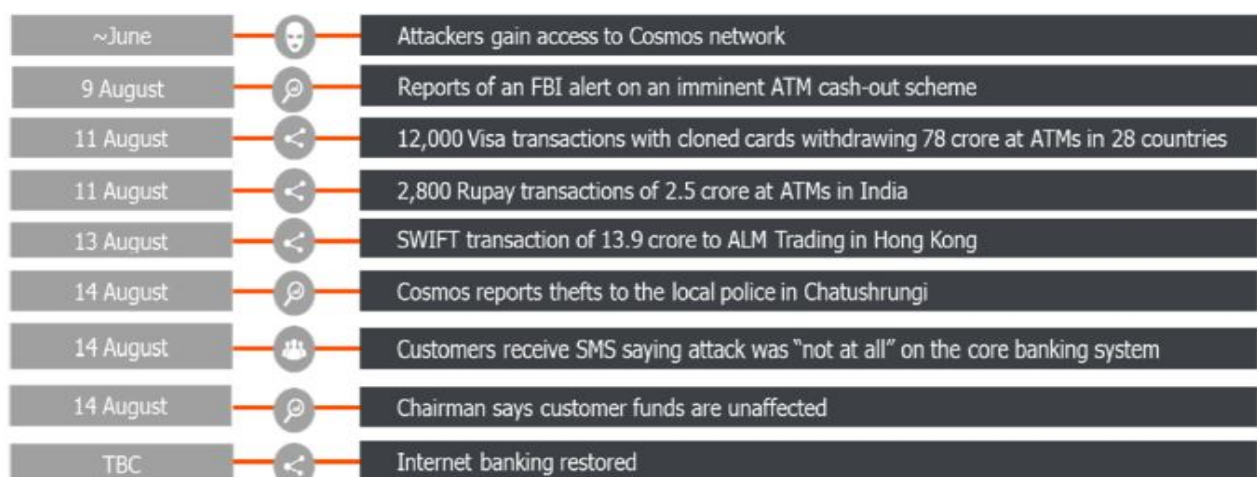 ~June
Attackers gain access to Cosmos network
9 August
Reports of an FBI alert on an imminent ATM cash-out scheme
11 August
12,000 Visa transactions with cloned cards withdrawing 78 crore at ATMs in 28 countries
11 August
2,800 Rupay transactions of 2.5 crore at ATMs in India
13 August
SWIFT transaction of 13.9 crore to ALM Trading in Hong Kong
14 August
Cosmos reports thefts to the local police in Chatushrungi
14 August
Customers receive SMS saying attack was “not at all” on the core banking system
14 August
Chairman says customer funds are unaffected
TBC
Internet banking restored